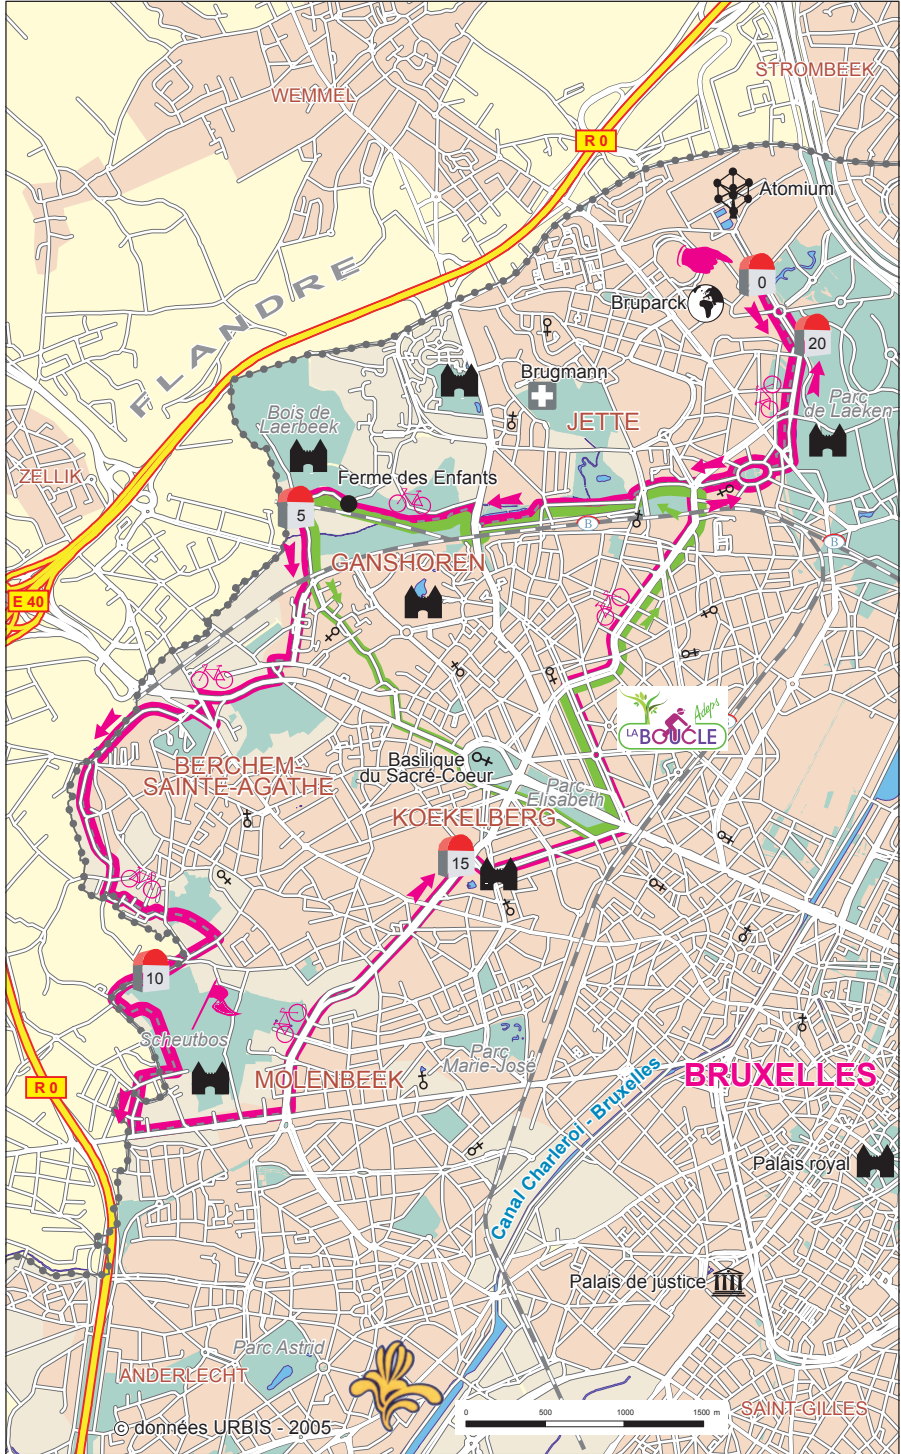 STROMBEEK
WEMMEL
R 0
Atomium
0
FLANDRE
Bruparck
20
Brugmann
Parc
de Laeken
Bois de
Laerbeek
JETTE
ZELLIK
Ferme des Enfants
5
B
B
GANSHOREN
E 40
Adeps
LA BOUCLE
BERCHEM-
SAINTE-AGATHE
Basilique
du Sacré-Coeur
Parc
Elisabeth
KOEKELBERG
15
10
Scheutbos
Parc
Marie-José
R 0
MOLENBEEK
BRUXELLES
Canal Charleroi - Bruxelles
Palais royal
Palais de justice
Parc Astrid
ANDERLECHT
SAINT-GILLES
0 500 1000 1500 m
© données URBIS - 2005